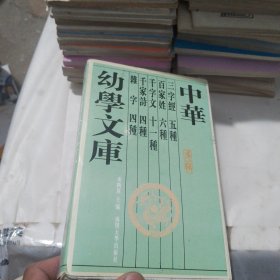 中華
幼學文庫
三字經 五種
百家姓 六種
千字文 十一種
千家詩 四種
雜字 四種